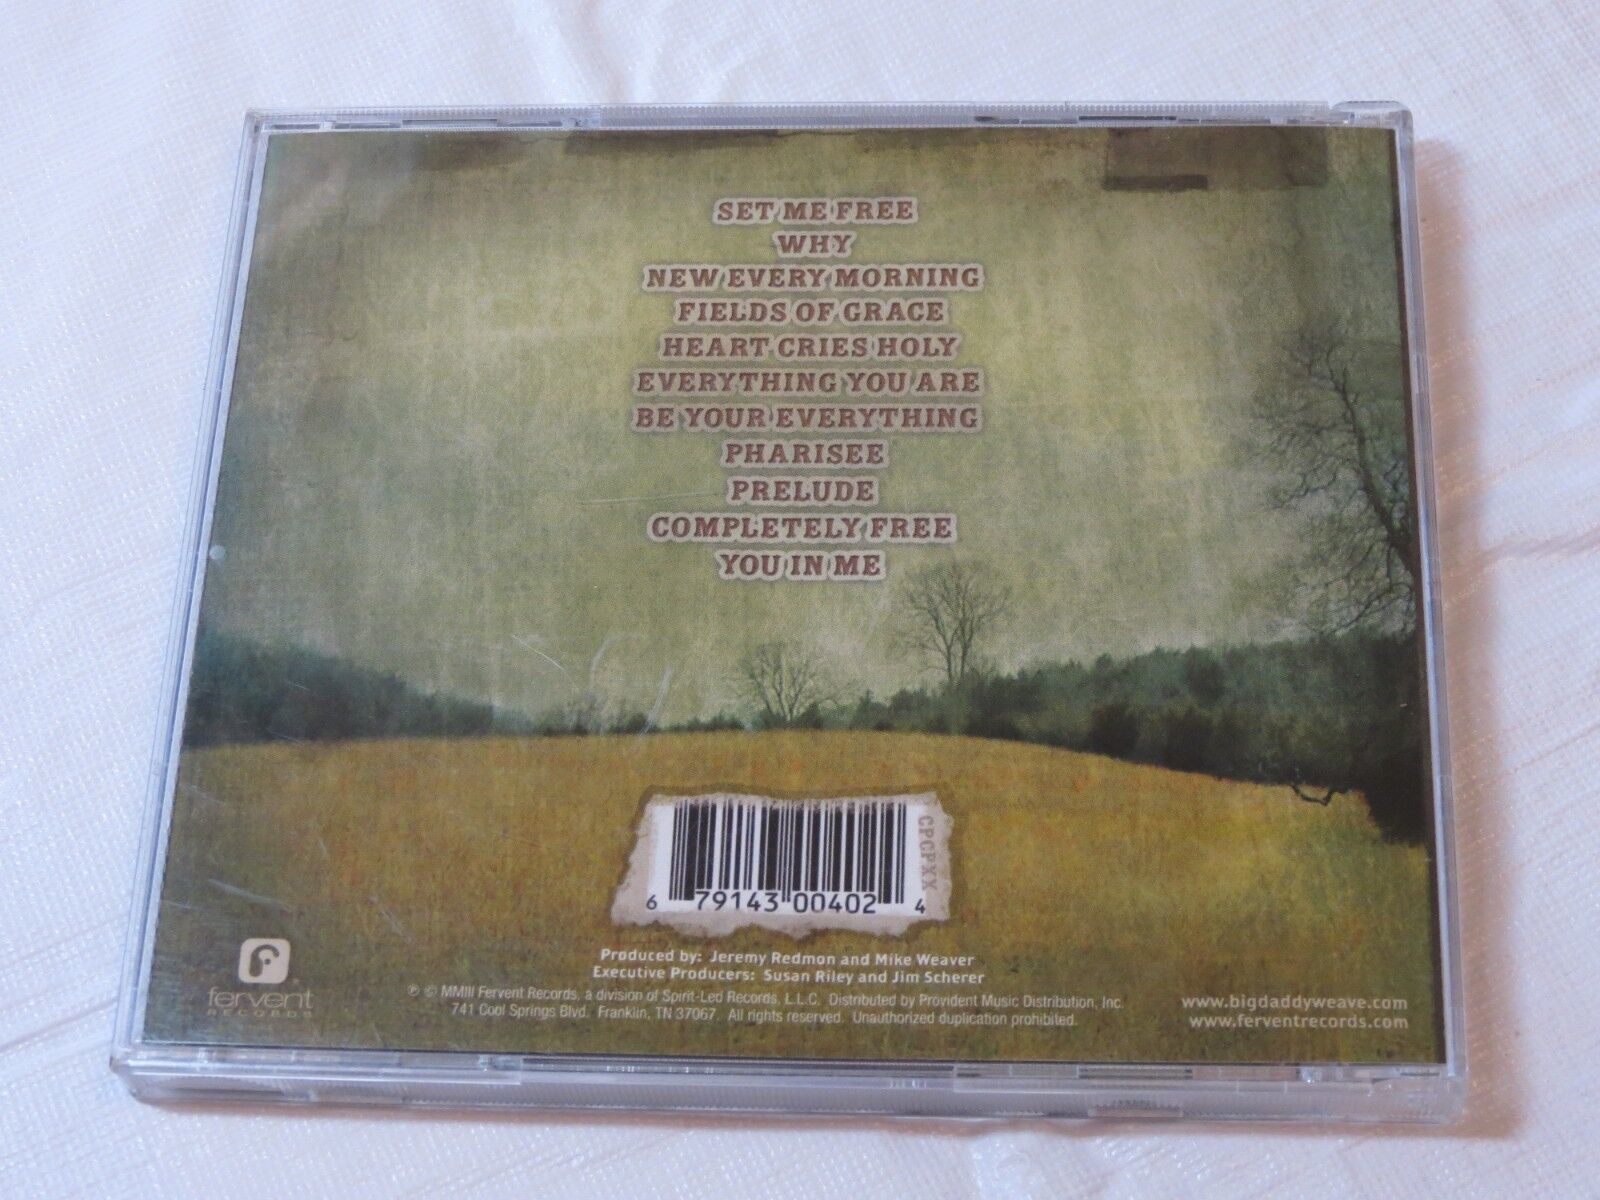 SET ME FREE
WHY
NEW EVERY MORNING
FIELDS OF GRACE
HEART CRIES HOLY
EVERYTHING YOU ARE
BE YOUR EVERYTHING
PHARISEE
PRELUDE
COMPLETELY FREE
YOU IN ME
CPCPXX
6 79143 00402 4
Produced by: Jeremy Redmon and Mike Weaver
Executive Producers: Susan Riley and Jim Scherer
℗ © MMIII Fervent Records, a division of Spirit-Led Records, L.L.C. Distributed by Provident Music Distribution, Inc.
741 Cool Springs Blvd. Franklin, TN 37067. All rights reserved. Unauthorized duplication prohibited.
fervent®
RECORDS
www.bigdaddyweave.com
www.ferventrecords.com